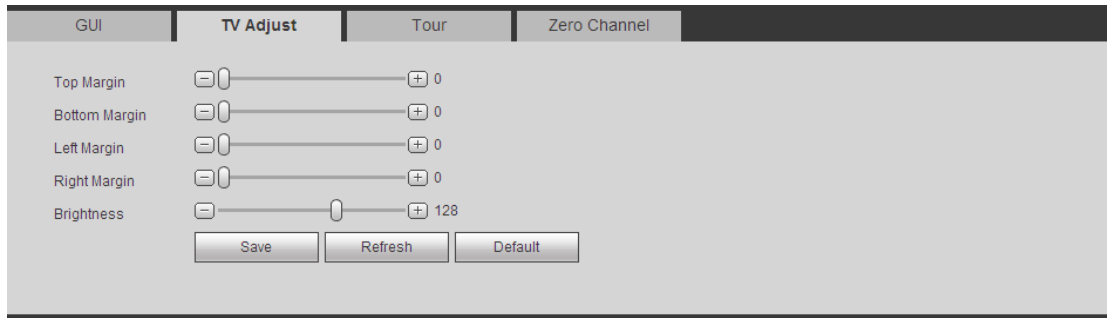 GUI TV Adjust Tour Zero Channel
Top Margin 0
Bottom Margin 0
Left Margin 0
Right Margin 0
Brightness 128
Save Refresh Default